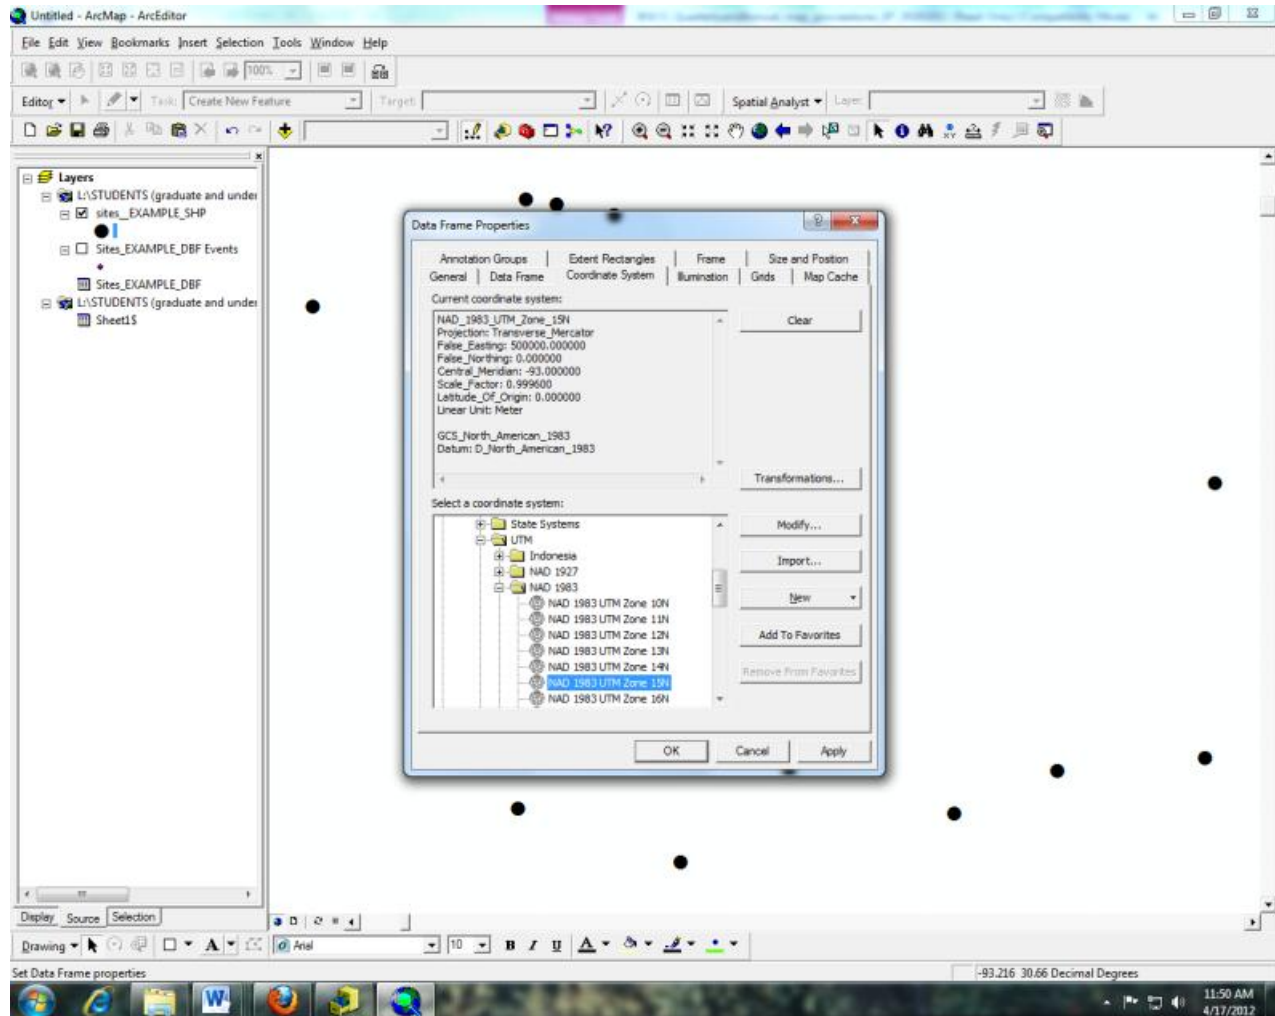 Untitled - ArcMap - ArcEditor
File Edit View Bookmarks Insert Selection Tools Window Help
100%
Editor Task: Create New Feature Target: Spatial Analyst Layer:
Layers
L:\STUDENTS (graduate and under
sites__EXAMPLE_SHP
Sites_EXAMPLE_DBF Events
Sites_EXAMPLE_DBF
L:\STUDENTS (graduate and under
Sheet1$
Data Frame Properties
Annotation Groups Extent Rectangles Frame Size and Position
General Data Frame Coordinate System Illumination Grids Map Cache
Current coordinate system:
NAD_1983_UTM_Zone_15N
Projection: Transverse_Mercator
False_Easting: 500000.000000
False_Northing: 0.000000
Central_Meridian: -93.000000
Scale_Factor: 0.999600
Latitude_Of_Origin: 0.000000
Linear Unit: Meter
GCS_North_American_1983
Datum: D_North_American_1983
Clear
Transformations...
Select a coordinate system:
State Systems
UTM
Indonesia
NAD 1927
NAD 1983
NAD 1983 UTM Zone 10N
NAD 1983 UTM Zone 11N
NAD 1983 UTM Zone 12N
NAD 1983 UTM Zone 13N
NAD 1983 UTM Zone 14N
NAD 1983 UTM Zone 15N
NAD 1983 UTM Zone 16N
Modify...
Import...
New
Add To Favorites
Remove From Favorites
OK Cancel Apply
Display Source Selection
Drawing A Arial 10 B I U A
Set Data Frame properties
-93.216 30.66 Decimal Degrees
11:50 AM
4/17/2012